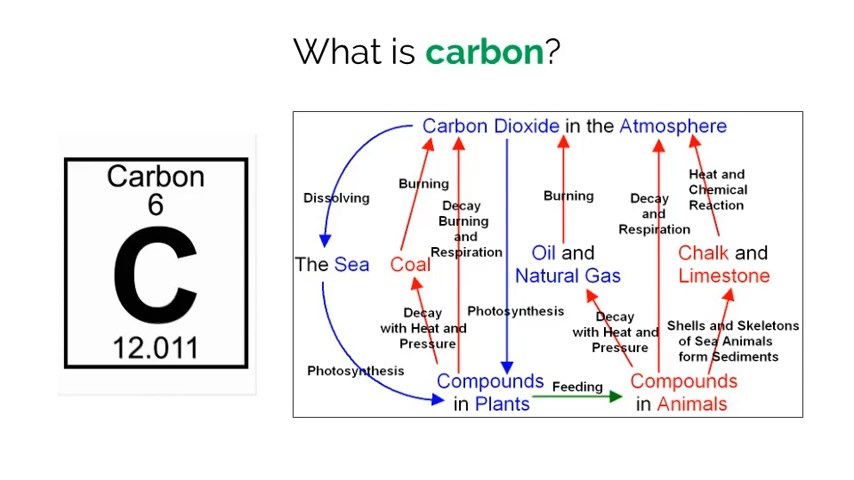 What is carbon?
Carbon
6
C
12.011
Carbon Dioxide in the Atmosphere
Dissolving
Burning
Decay
Burning
and
Respiration
Burning
Decay
and
Respiration
Heat and
Chemical
Reaction
The Sea
Coal
Oil and
Natural Gas
Chalk and
Limestone
Photosynthesis
Decay
with Heat and
Pressure
Photosynthesis
Decay
with Heat and
Pressure
Shells and Skeletons
of Sea Animals
form Sediments
Compounds
in Plants
Feeding
Compounds
in Animals